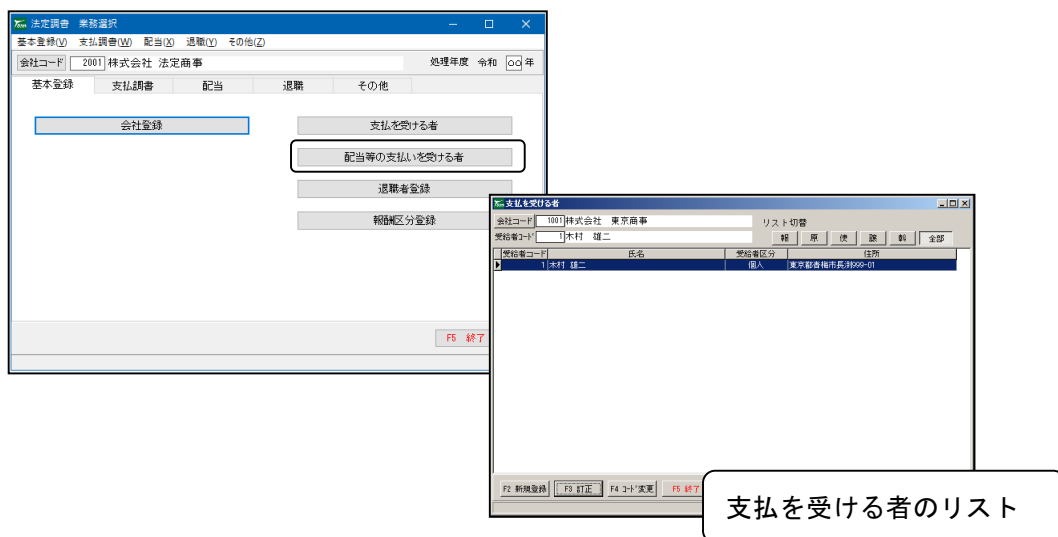 法定調書 業務選択
基本登録(V) 支払調書(W) 配当(X) 退職(Y) その他(Z)
会社コード 2001 株式会社 法定商事 処理年度 令和 ○○ 年
基本登録 支払調書 配当 退職 その他
会社登録 支払を受ける者
配当等の支払いを受ける者
退職者登録
報酬区分登録
F5 終了
支払を受ける者
会社コード 1001 株式会社 東京商事 リスト切替
受給者コード 1 木村 雄二 報 原 使 譲 斡 全部
受給者コード 氏名 受給者区分 住所
1 木村 雄二 個人 東京都青梅市長渕999-01
F2 新規登録 F3 訂正 F4 コード変更 F5 終了
支払を受ける者のリスト